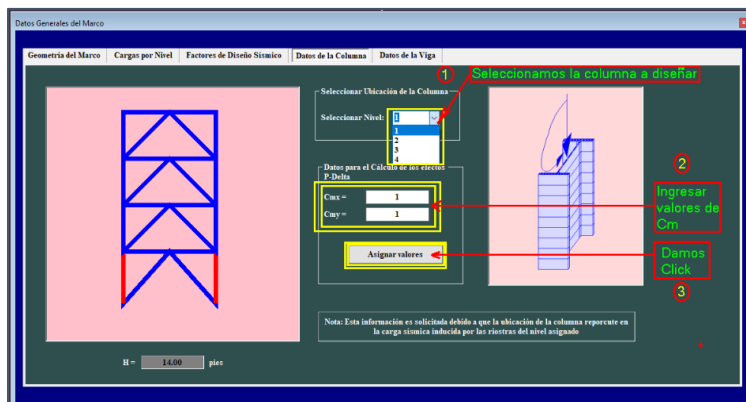 Datos Generales del Marco
Geometría del Marco Cargas por Nivel Factores de Diseño Sísmico Datos de la Columna Datos de la Viga
1 Seleccionamos la columna a diseñar
Seleccionar Ubicación de la Columna
Seleccionar Nivel: 1
1
2
3
4
Datos para el Cálculo de los efectos
P-Delta
Cmx = 1
Cmy = 1
Asignar valores
2
Ingresar
valores de
Cm
Damos
Click
3
Nota: Esta información es solicitada debido a que la ubicación de la columna reporcute en
la carga sísmica inducida por las riostras del nivel asignado
H = 14.00 pies